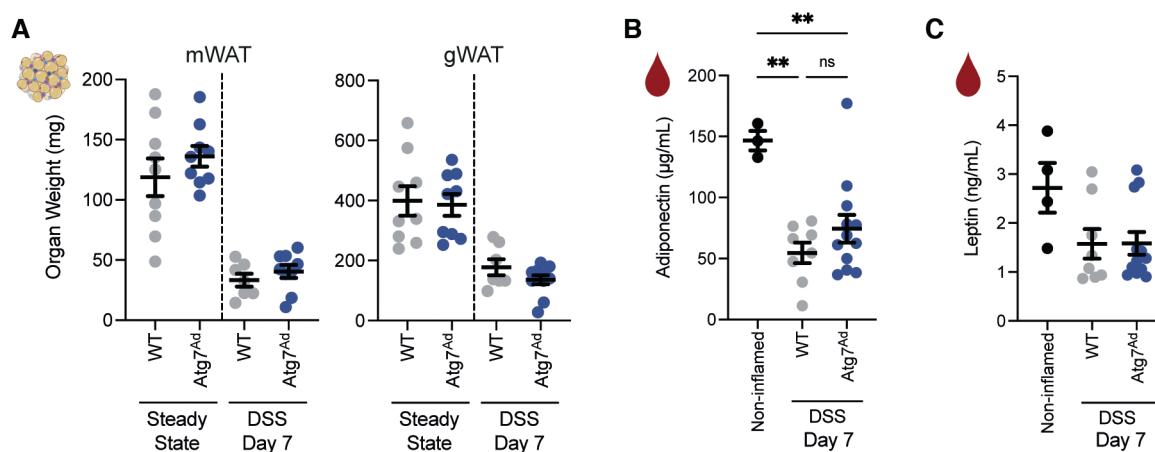 A
mWAT
gWAT
Organ Weight (mg)
200
150
100
50
0
800
600
400
200
0
WT
Atg7Ad
WT
Atg7Ad
WT
Atg7Ad
WT
Atg7Ad
Steady
State
DSS
Day 7
Steady
State
DSS
Day 7
B
**
**
ns
Adiponectin (µg/mL)
200
150
100
50
0
Non-inflamed
WT
Atg7Ad
DSS
Day 7
C
Leptin (ng/mL)
5
4
3
2
1
0
Non-inflamed
WT
Atg7Ad
DSS
Day 7